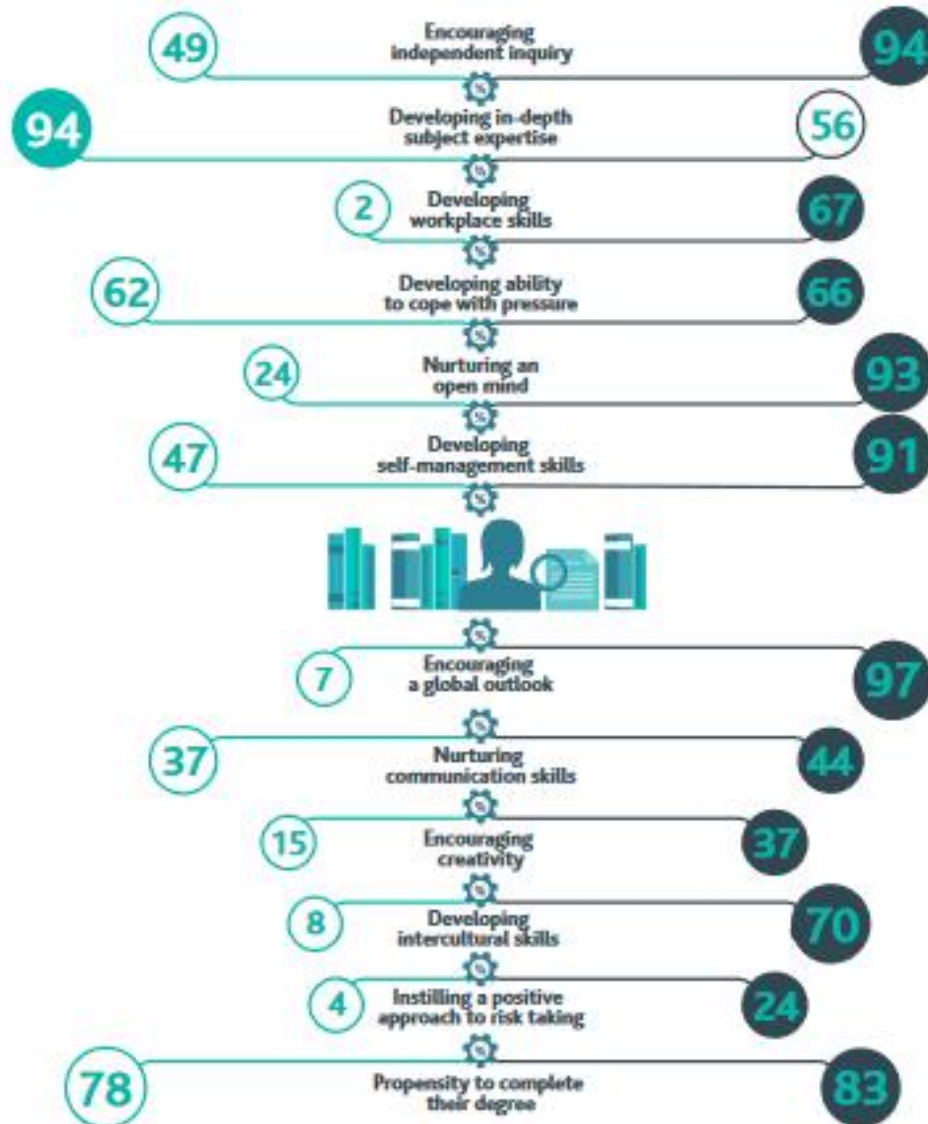 49 Encouraging 94
independent inquiry
%
94 Developing in-depth 56
subject expertise
%
2 Developing 67
workplace skills
%
62 Developing ability 66
to cope with pressure
%
24 Nurturing an 93
open mind
%
47 Developing 91
self-management skills
%
%
7 Encouraging 97
a global outlook
%
37 Nurturing 44
communication skills
%
15 Encouraging 37
creativity
%
8 Developing 70
intercultural skills
%
4 Instilling a positive 24
approach to risk taking
%
78 Propensity to complete 83
their degree